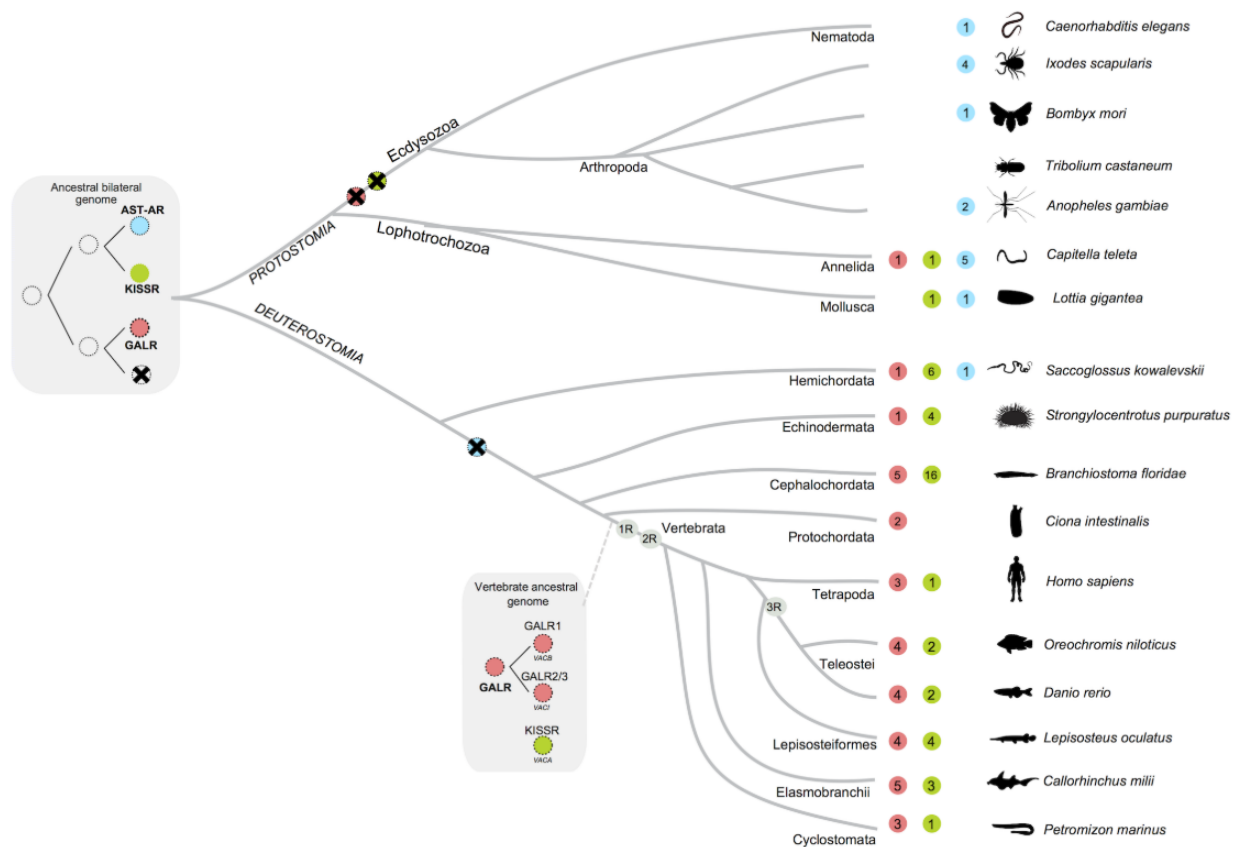 Nematoda 1 Caenorhabditis elegans
4 Ixodes scapularis
Ecdysozoa
1 Bombyx mori
Arthropoda
Tribolium castaneum
Ancestral bilateral
genome
AST-AR
2 Anopheles gambiae
PROTOSTOMIA
Lophotrochozoa
Annelida 1 1 5 Capitella teleta
KISSR
Mollusca 1 1 Lottia gigantea
GALR
DEUTEROSTOMIA
Hemichordata 1 6 1 Saccoglossus kowalevskii
Echinodermata 1 4 Strongylocentrotus purpuratus
Cephalochordata 5 16 Branchiostoma floridae
1R 2R Vertebrata
Protochordata 2 Ciona intestinalis
Vertebrate ancestral
genome
Tetrapoda 3 1 Homo sapiens
3R
GALR1
VACB
GALR
GALR2/3
VACI
KISSR
VACA
Teleostei 4 2 Oreochromis niloticus
4 2 Danio rerio
Lepisosteiformes 4 4 Lepisosteus oculatus
Elasmobranchii 5 3 Callorhinchus milii
Cyclostomata 3 1 Petromizon marinus